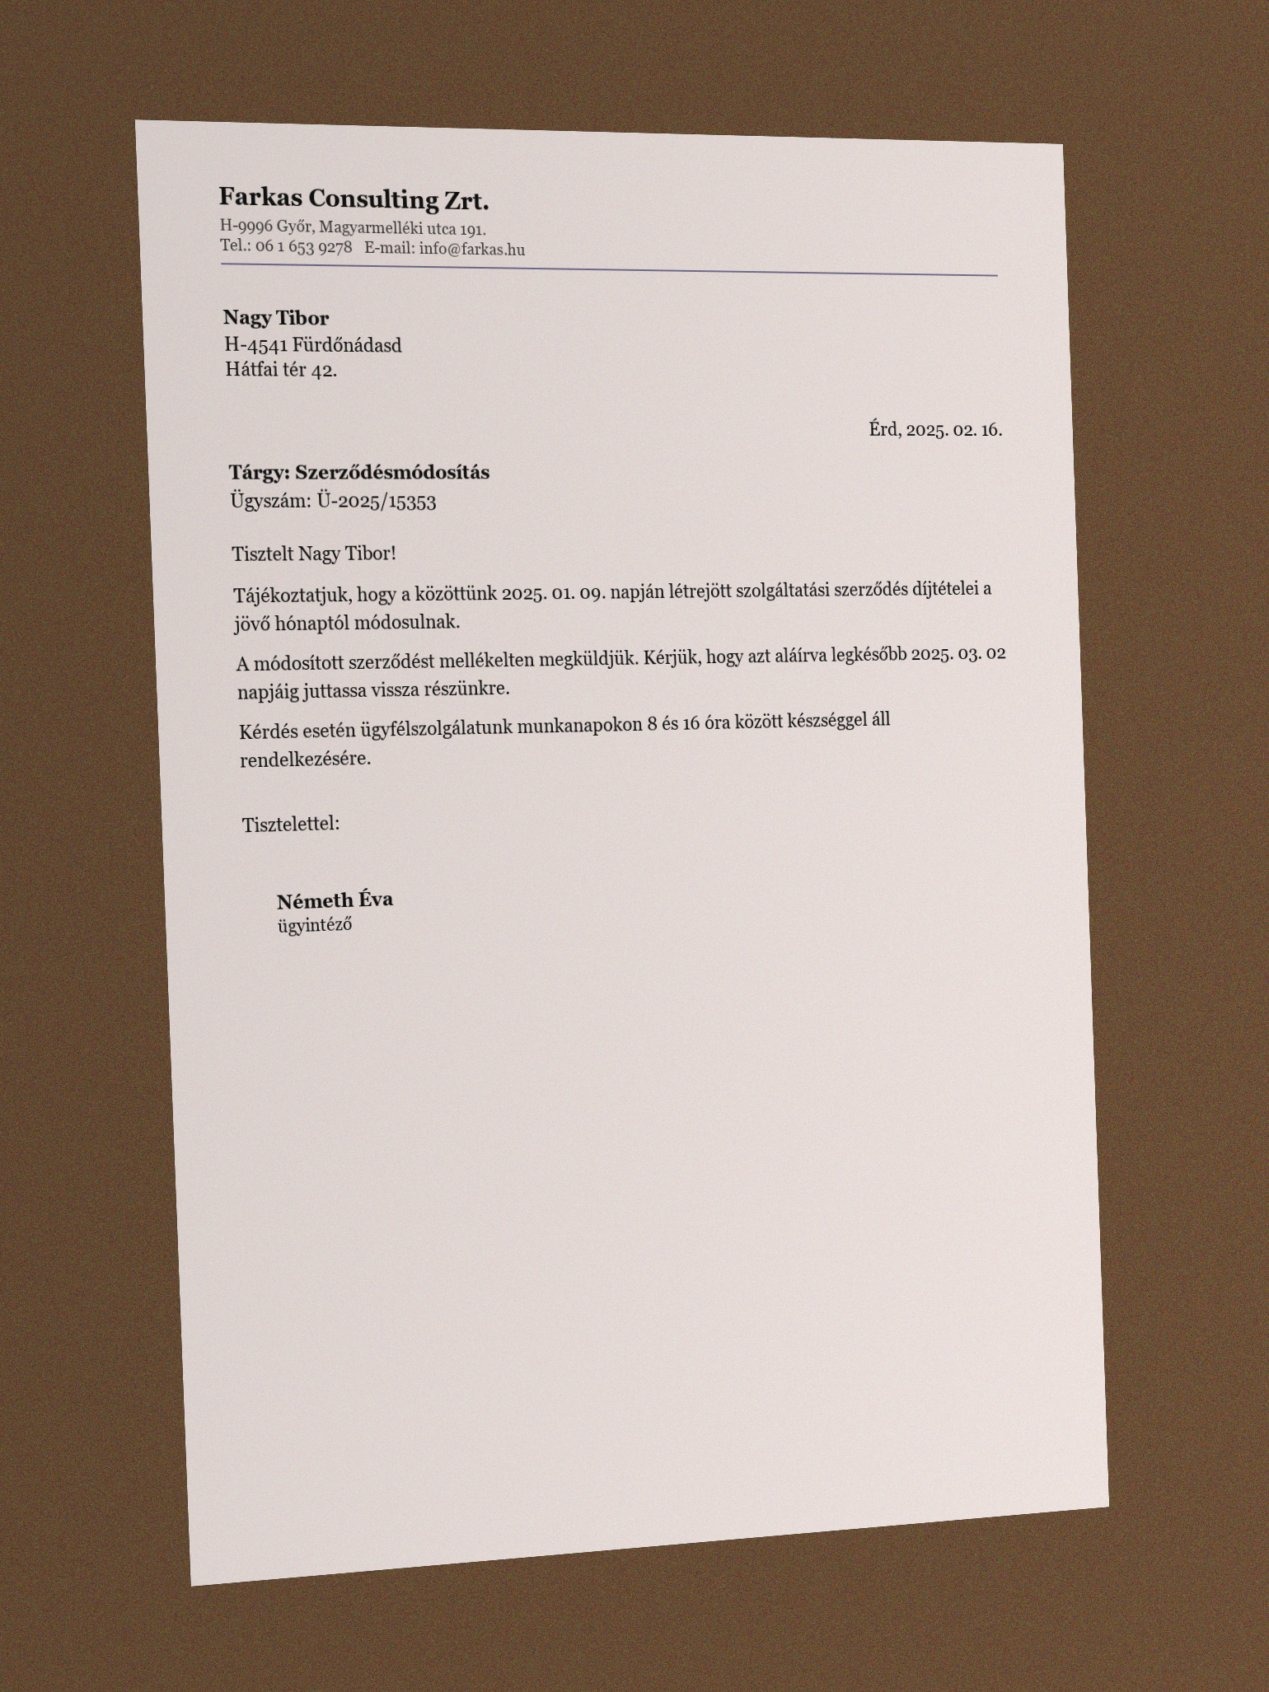 Farkas Consulting Zrt.
H-9996 Győr, Magyarmelléki utca 191.
Tel.: 06 1 653 9278   E-mail: info@farkas.hu
Nagy Tibor
H-4541 Fürdőnádasd
Hátfai tér 42.
Érd, 2025. 02. 16.
Tárgy: Szerződésmódosítás
Ügyszám: Ü-2025/15353
Tisztelt Nagy Tibor!
Tájékoztatjuk, hogy a közöttünk 2025. 01. 09. napján létrejött szolgáltatási szerződés díjtételei a
jövő hónaptól módosulnak.
A módosított szerződést mellékelten megküldjük. Kérjük, hogy azt aláírva legkésőbb 2025. 03. 02
napjáig juttassa vissza részünkre.
Kérdés esetén ügyfélszolgálatunk munkanapokon 8 és 16 óra között készséggel áll
rendelkezésére.
Tisztelettel:
Németh Éva
ügyintéző